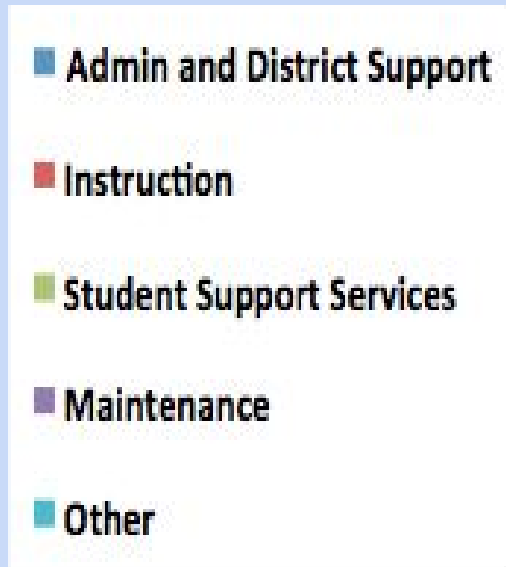 Admin and District Support
Instruction
Student Support Services
Maintenance
Other